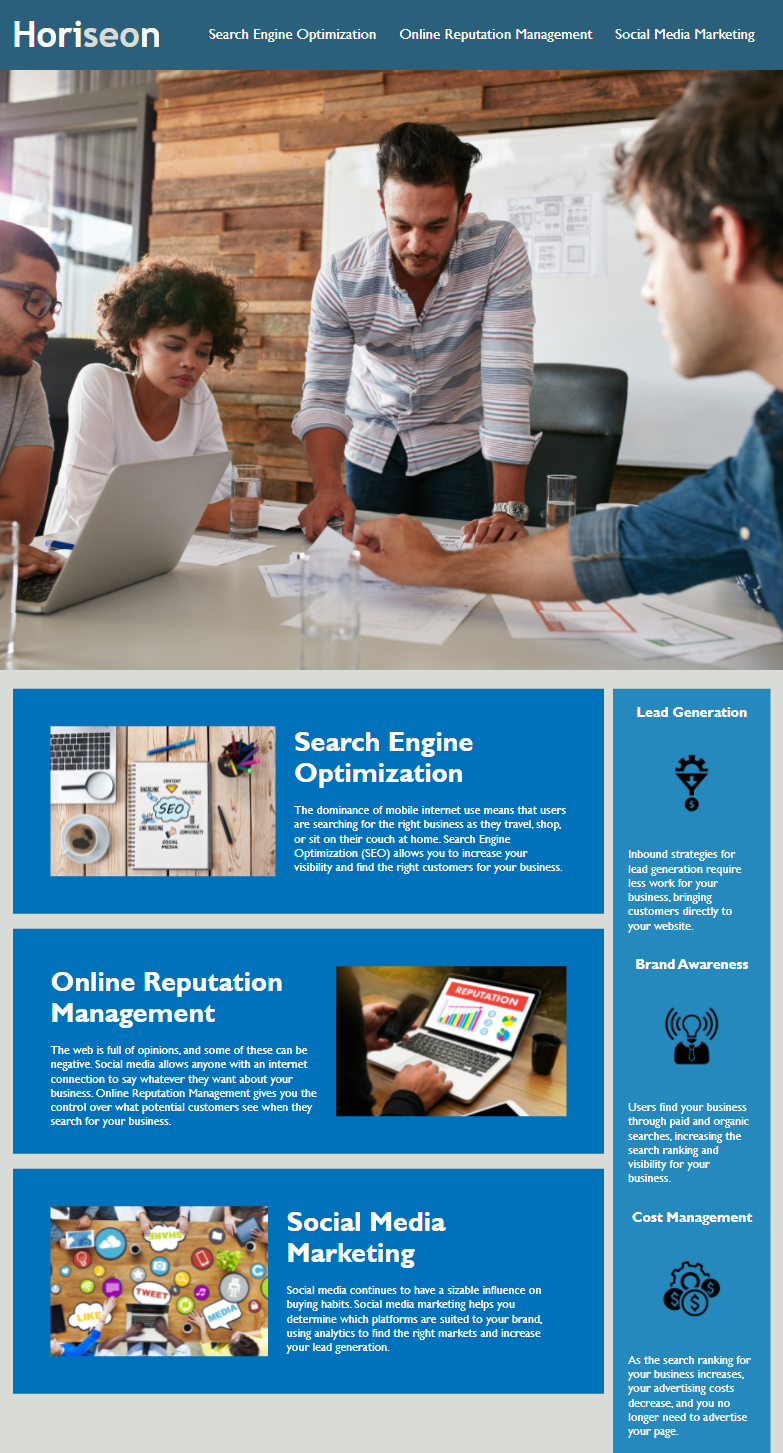 Horiseon
Search Engine Optimization
Online Reputation Management
Social Media Marketing
Search Engine
Optimization
The dominance of mobile internet use means that users
are searching for the right business as they travel, shop,
or sit on their couch at home. Search Engine
Optimization (SEO) allows you to increase your
visibility and find the right customers for your business.
CONTENT
BACKLINK
SEO
LINK BUILDING
SOCIAL
MEDIA
Online Reputation
Management
The web is full of opinions, and some of these can be
negative. Social media allows anyone with an internet
connection to say whatever they want about your
business. Online Reputation Management gives you the
control over what potential customers see when they
search for your business.
REPUTATION
Social Media
Marketing
Social media continues to have a sizable influence on
buying habits. Social media marketing helps you
determine which platforms are suited to your brand,
using analytics to find the right markets and increase
your lead generation.
SHARE
TWEET
LIKE
MEDIA
Lead Generation
$
Inbound strategies for
lead generation require
less work for your
business, bringing
customers directly to
your website.
Brand Awareness
Users find your business
through paid and organic
searches, increasing the
search ranking and
visibility for your
business.
Cost Management
$ $ $
As the search ranking for
your business increases,
your advertising costs
decrease, and you no
longer need to advertise
your page.